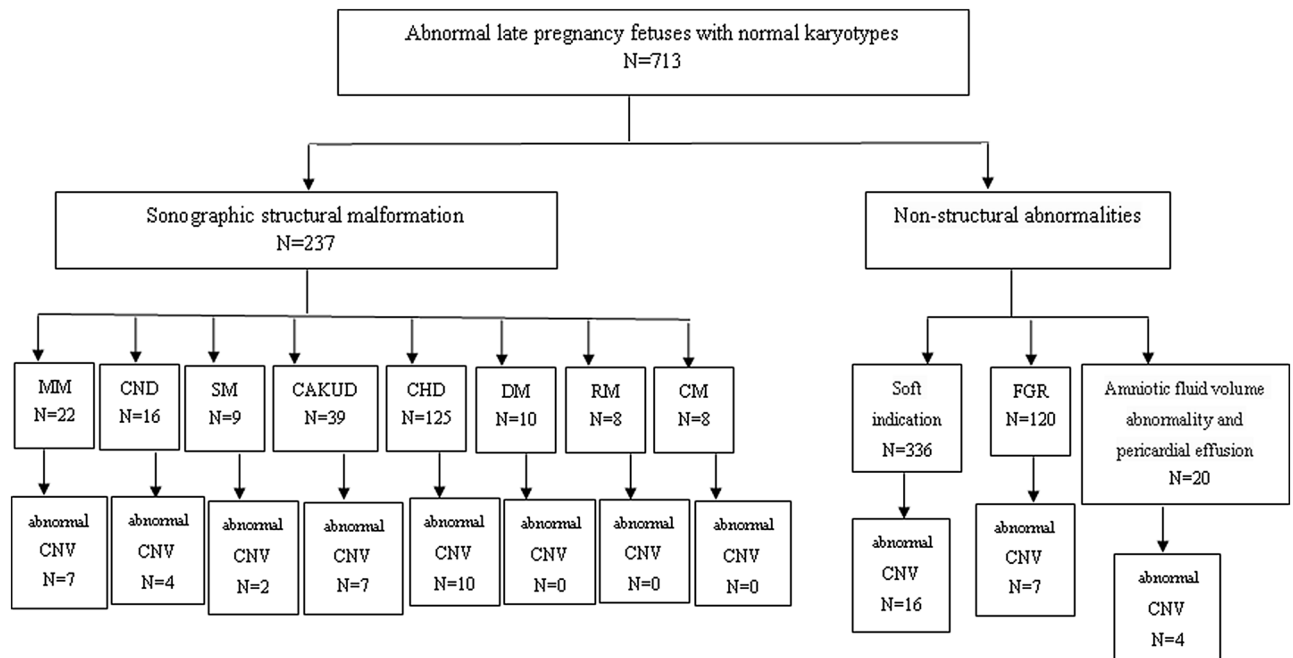 Abnormal late pregnancy fetuses with normal karyotypes
N=713
Sonographic structural malformation
N=237
Non-structural abnormalities
MM
N=22
CND
N=16
SM
N=9
CAKUD
N=39
CHD
N=125
DM
N=10
RM
N=8
CM
N=8
Soft
indication
N=336
FGR
N=120
Amniotic fluid volume
abnormality and
pericardial effusion
N=20
abnormal
CNV
N=7
abnormal
CNV
N=4
abnormal
CNV
N=2
abnormal
CNV
N=7
abnormal
CNV
N=10
abnormal
CNV
N=0
abnormal
CNV
N=0
abnormal
CNV
N=0
abnormal
CNV
N=16
abnormal
CNV
N=7
abnormal
CNV
N=4